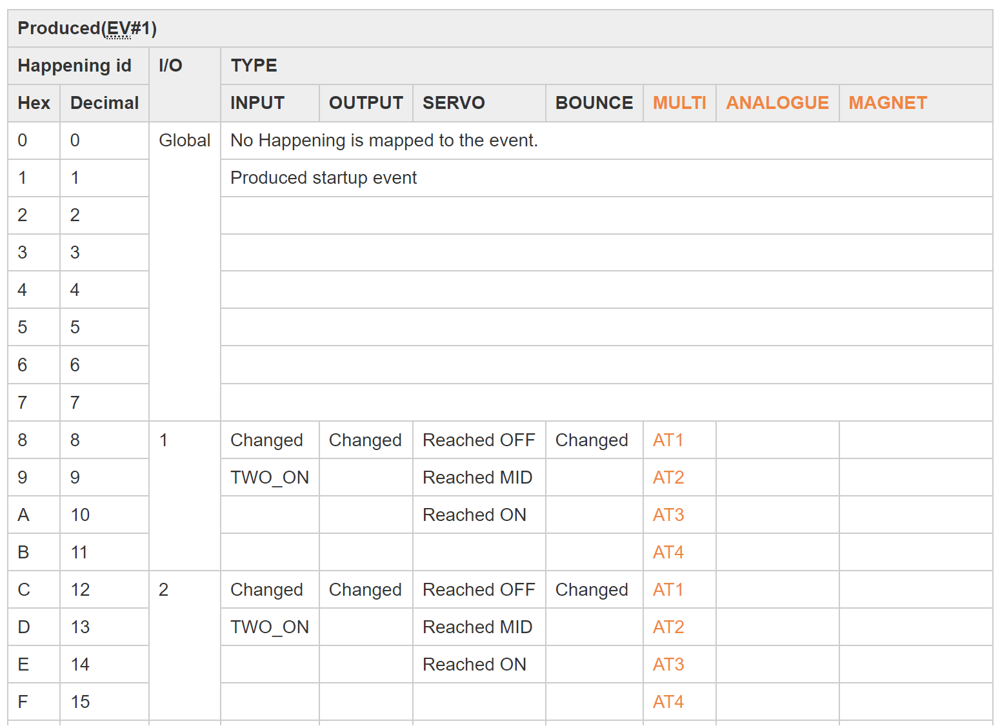 Produced(EV#1)
Happening id I/O TYPE
Hex Decimal INPUT OUTPUT SERVO BOUNCE MULTI ANALOGUE MAGNET
0 0 Global No Happening is mapped to the event.
1 1 Produced startup event
2 2
3 3
4 4
5 5
6 6
7 7
8 8 1 Changed Changed Reached OFF Changed AT1
9 9 TWO_ON Reached MID AT2
A 10 Reached ON AT3
B 11 AT4
C 12 2 Changed Changed Reached OFF Changed AT1
D 13 TWO_ON Reached MID AT2
E 14 Reached ON AT3
F 15 AT4